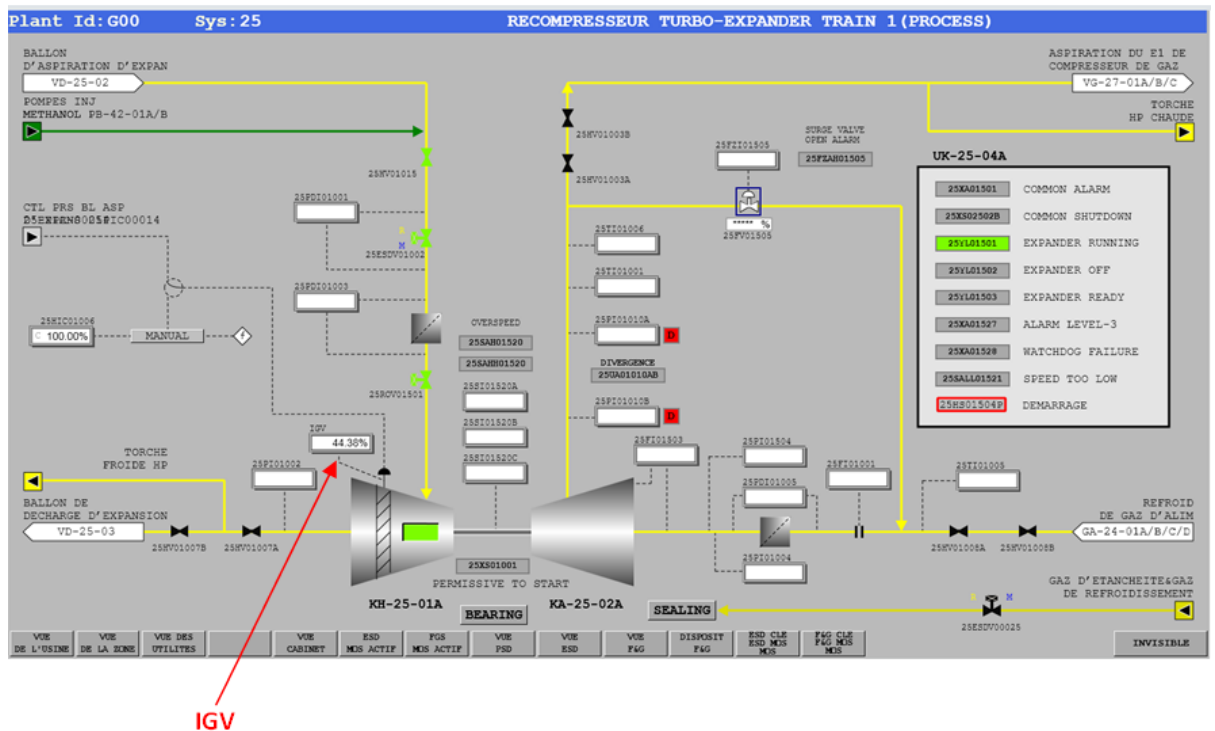 Plant Id:G00 Sys:25 RECOMPRESSEUR TURBO-EXPANDER TRAIN 1(PROCESS)
BALLON
D'ASPIRATION D'EXPAN
VD-25-02
POMPES INJ
METHANOL PB-42-01A/B
25HV01015
25PDI01001
CTL PRS BL ASP
25ESDV01002
R
M
25PDI01003
25HIC01006
C 100.00%
MANUAL
25ROV01501
IGV
44.38%
TORCHE
FROIDE HP
25PI01002
BALLON DE
DECHARGE D'EXPANSION
VD-25-03
25HV01007B
25HV01007A
KH-25-01A
OVERSPEED
25SAH01520
25SAHH01520
25SI01520A
25SI01520B
25SI01520C
25XS01001
PERMISSIVE TO START
BEARING
KA-25-02A
SEALING
25HV01003B
25HV01003A
25TI01006
25TI01001
25PI01010A
D
DIVERGENCE
25UA01010AB
25PI01010B
D
25FZI01505
SURGE VALVE
OPEN ALARM
25FZAH01505
***** %
25FV01505
25FI01503
25PI01504
25PDI01005
25PI01004
25FI01001
25TI01005
25HV01008A
25HV01008B
ASPIRATION DU E1 DE
COMPRESSEUR DE GAZ
VG-27-01A/B/C
TORCHE
HP CHAUDE
UK-25-04A
25XA01501 COMMON ALARM
25XS02502B COMMON SHUTDOWN
25YL01501 EXPANDER RUNNING
25YL01502 EXPANDER OFF
25YL01503 EXPANDER READY
25XA01527 ALARM LEVEL-3
25XA01528 WATCHDOG FAILURE
25SALL01521 SPEED TOO LOW
25HS01504P DEMARRAGE
REFROID
DE GAZ D'ALIM
GA-24-01A/B/C/D
GAZ D'ETANCHEITE&GAZ
DE REFROIDISSEMENT
R
M
25ESDV00025
VUE
DE L'USINE
VUE
DE LA ZONE
VUE DES
UTILITES
VUE
CABINET
ESD
MOS ACTIF
FGS
MOS ACTIF
VUE
PSD
VUE
ESD
VUE
F&G
DISPOSIT
F&G
ESD CLE
ESD MOS
MOS
F&G CLE
F&G MOS
MOS
INVISIBLE
IGV